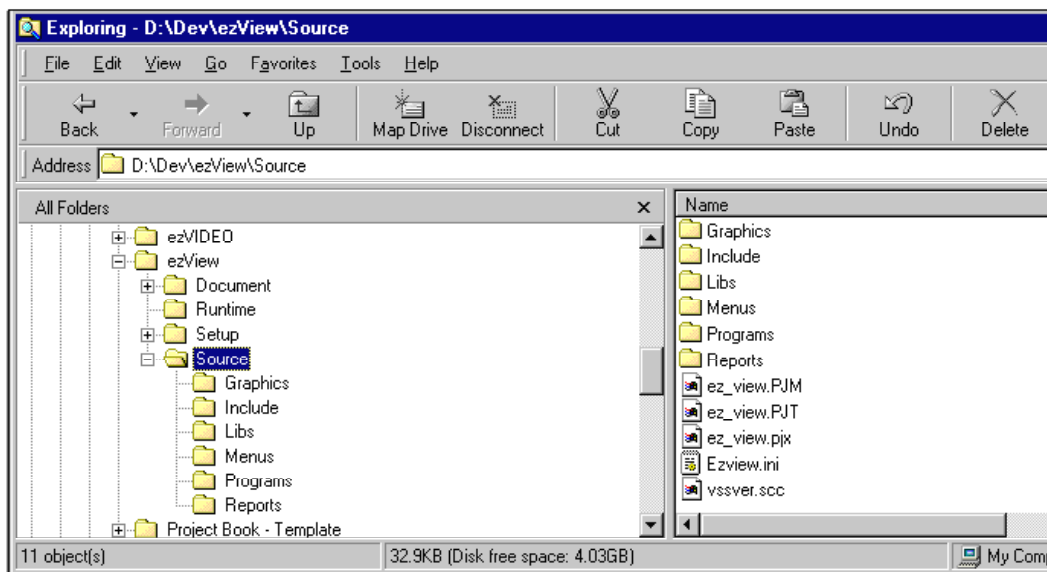 Exploring - D:\Dev\ezView\Source
File Edit View Go Favorites Tools Help
Back Forward Up Map Drive Disconnect Cut Copy Paste Undo Delete
Address D:\Dev\ezView\Source
All Folders
ezVIDEO
ezView
Document
Runtime
Setup
Source
Graphics
Include
Libs
Menus
Programs
Reports
Project Book - Template
Name
Graphics
Include
Libs
Menus
Programs
Reports
ez_view.PJM
ez_view.PJT
ez_view.pjx
Ezview.ini
vssver.scc
11 object(s) 32.9KB (Disk free space: 4.03GB) My Com